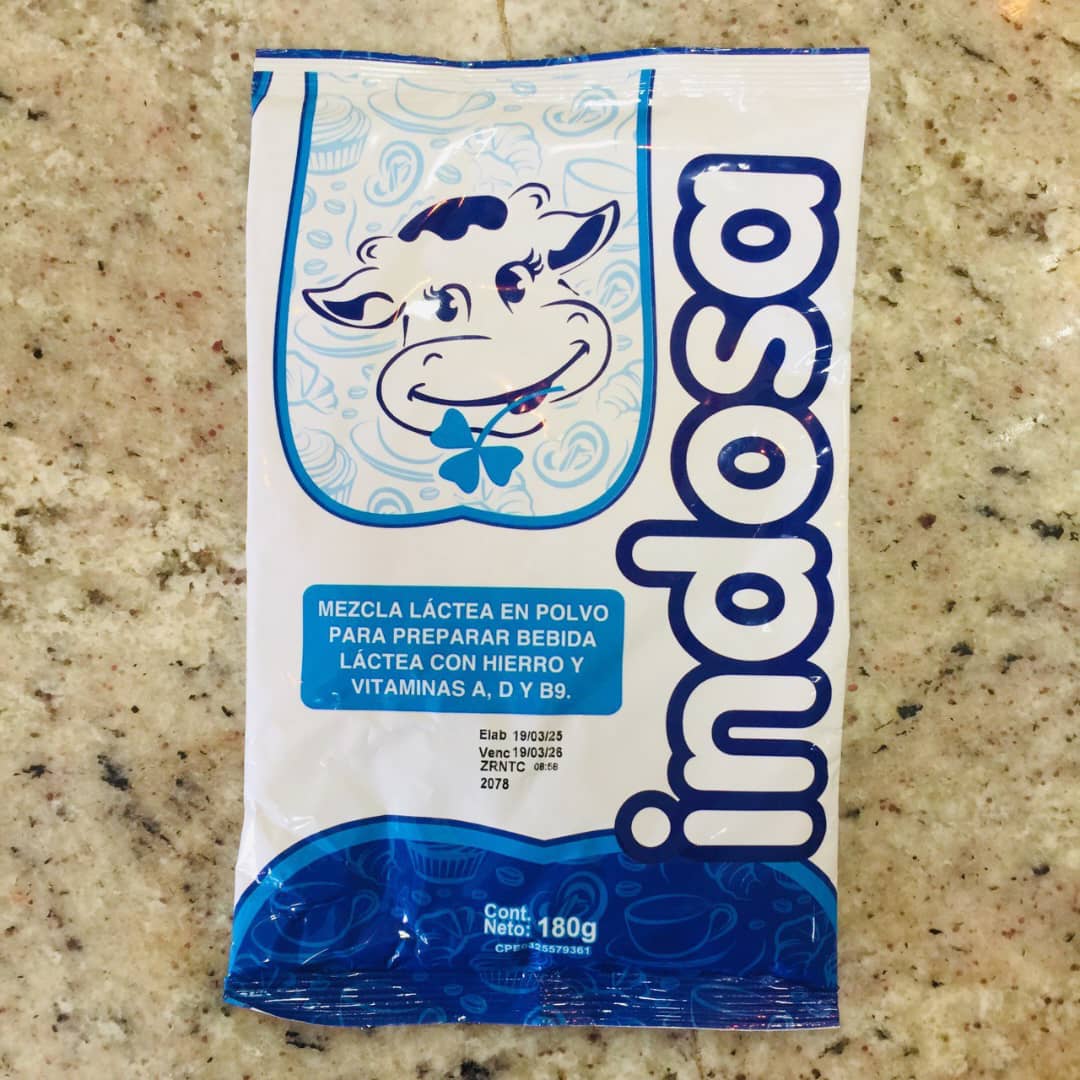 indosa
MEZCLA LÁCTEA EN POLVO
PARA PREPARAR BEBIDA
LÁCTEA CON HIERRO Y
VITAMINAS A, D Y B9.
Elab 19/03/25
Venc 19/03/26
ZRNTC 08:58
2078
Cont.
Neto: 180g